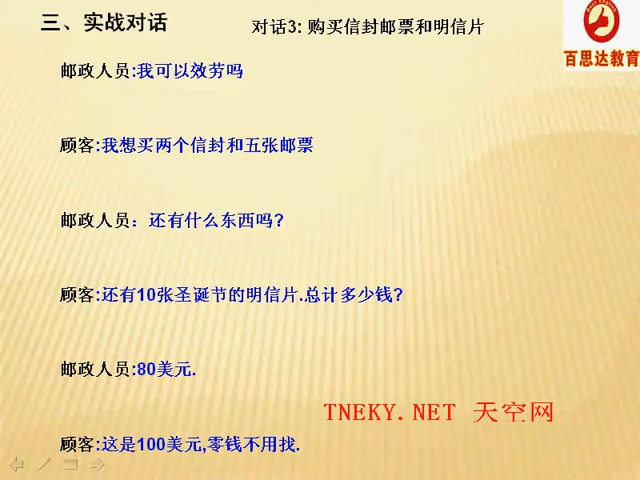 三、实战对话
对话3: 购买信封邮票和明信片
百思达教育
邮政人员:我可以效劳吗
顾客:我想买两个信封和五张邮票
邮政人员：还有什么东西吗?
顾客:还有10张圣诞节的明信片.总计多少钱?
邮政人员:80美元.
TNEKY.NET 天空网
顾客:这是100美元,零钱不用找.